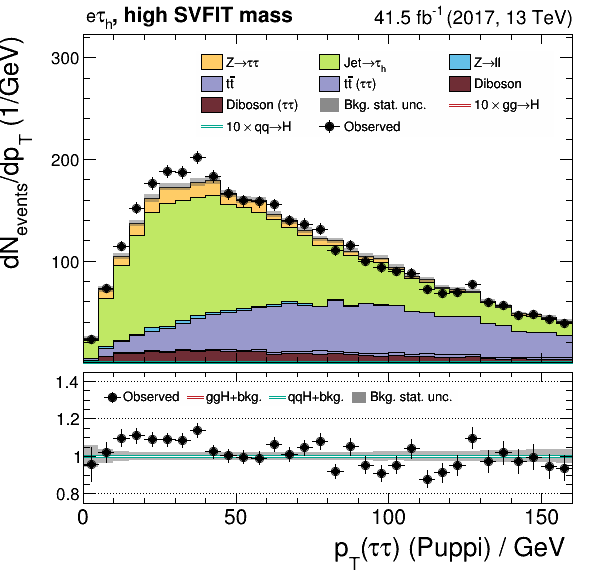 eτh, high SVFIT mass 41.5 fb-1 (2017, 13 TeV)
dNevents/dpT (1/GeV)
300
200
100
Z→ττ Jet→τh Z→ll
tt̄ tt̄ (ττ) Diboson
Diboson (ττ) Bkg. stat. unc. 10 × gg→H
10 × qq→H Observed
1.4
1.2
1
0.8
Observed ggH+bkg. qqH+bkg. Bkg. stat. unc.
0 50 100 150
pT(ττ) (Puppi) / GeV